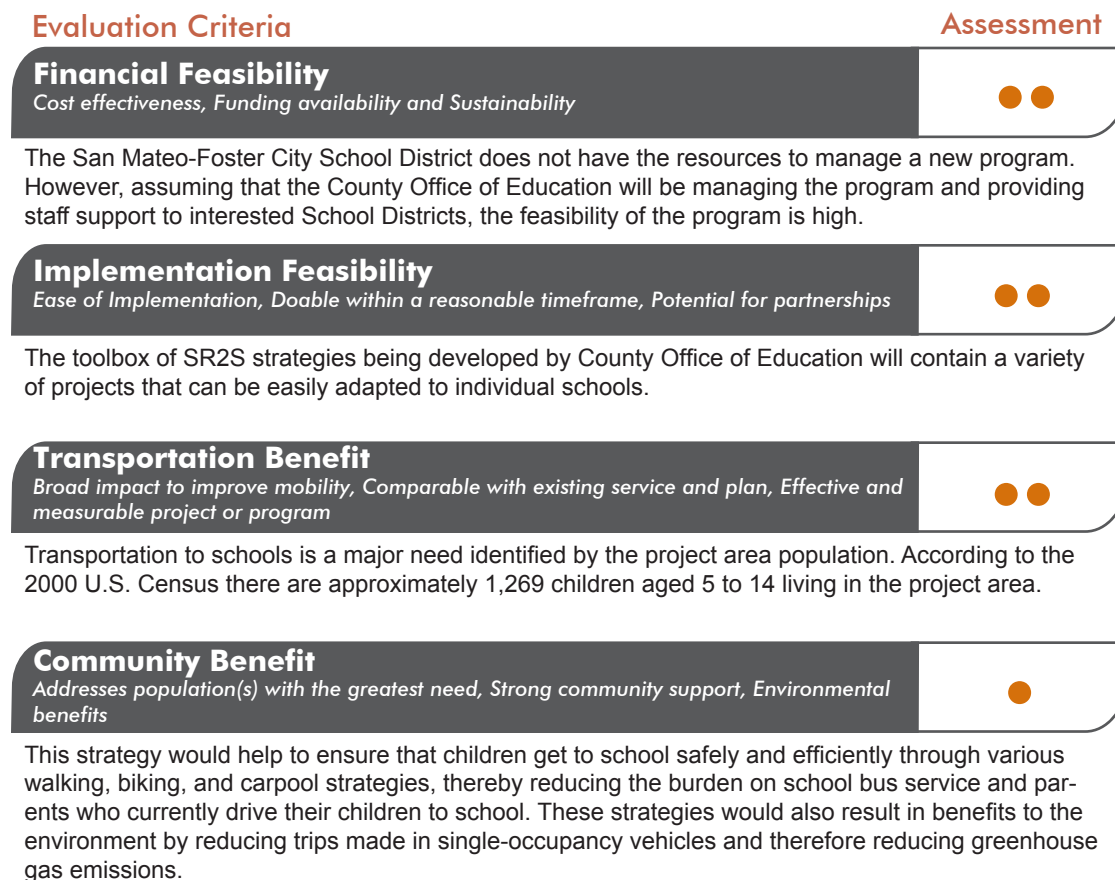 Evaluation Criteria Assessment
Financial Feasibility
Cost effectiveness, Funding availability and Sustainability
The San Mateo-Foster City School District does not have the resources to manage a new program.
However, assuming that the County Office of Education will be managing the program and providing
staff support to interested School Districts, the feasibility of the program is high.
Implementation Feasibility
Ease of Implementation, Doable within a reasonable timeframe, Potential for partnerships
The toolbox of SR2S strategies being developed by County Office of Education will contain a variety
of projects that can be easily adapted to individual schools.
Transportation Benefit
Broad impact to improve mobility, Comparable with existing service and plan, Effective and
measurable project or program
Transportation to schools is a major need identified by the project area population. According to the
2000 U.S. Census there are approximately 1,269 children aged 5 to 14 living in the project area.
Community Benefit
Addresses population(s) with the greatest need, Strong community support, Environmental
benefits
This strategy would help to ensure that children get to school safely and efficiently through various
walking, biking, and carpool strategies, thereby reducing the burden on school bus service and par-
ents who currently drive their children to school. These strategies would also result in benefits to the
environment by reducing trips made in single-occupancy vehicles and therefore reducing greenhouse
gas emissions.